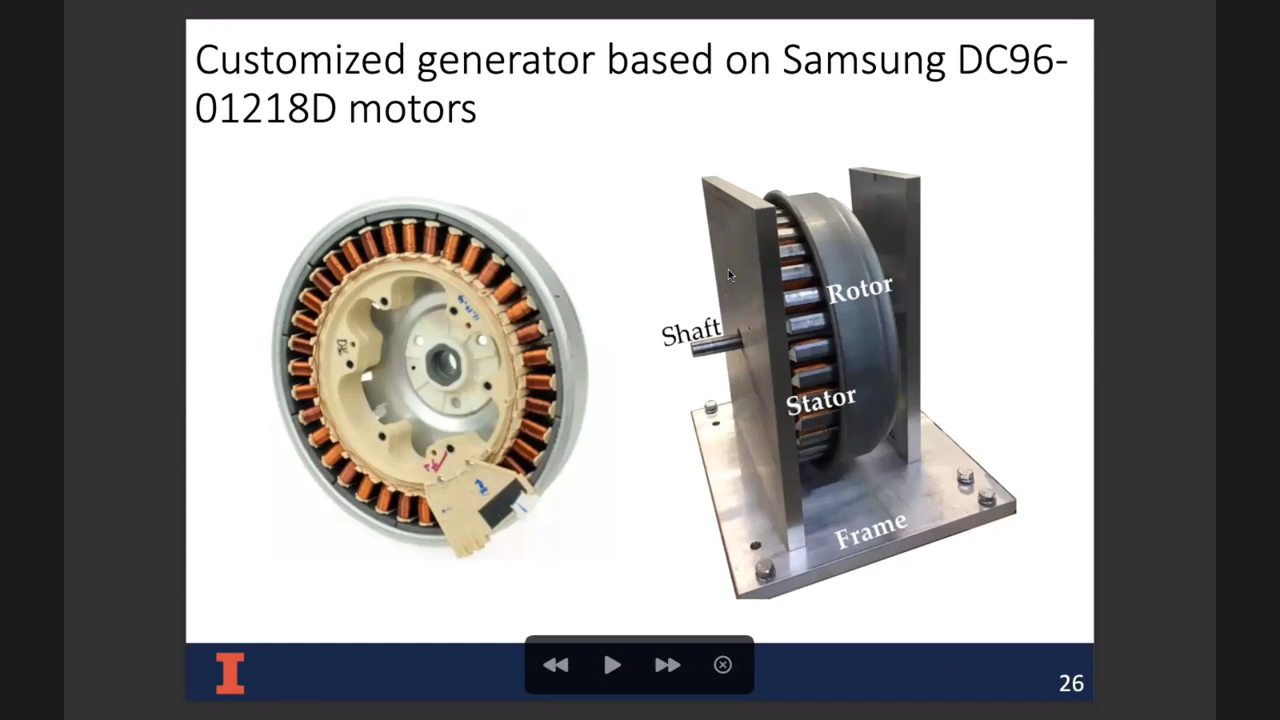 Customized generator based on Samsung DC96-
01218D motors
Shaft
Rotor
Stator
Frame
26